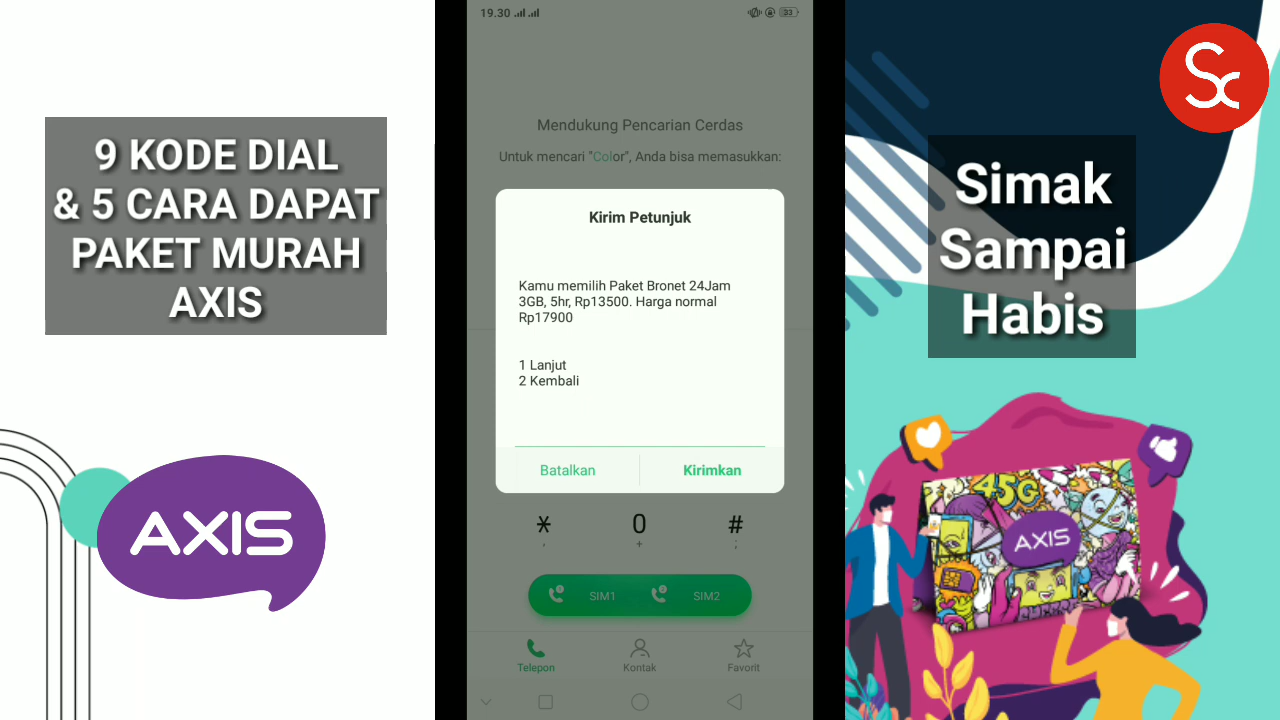 9 KODE DIAL
& 5 CARA DAPAT
PAKET MURAH
AXIS
AXIS
19.30
33
Mendukung Pencarian Cerdas
Untuk mencari "Color", Anda bisa memasukkan:
Kirim Petunjuk
Kamu memilih Paket Bronet 24Jam
3GB, 5hr, Rp13500. Harga normal
Rp17900
1 Lanjut
2 Kembali
Batalkan
Kirimkan
* 0 #
, + ;
SIM1 SIM2
Telepon Kontak Favorit
Sx
Simak
Sampai
Habis
45G
AXIS